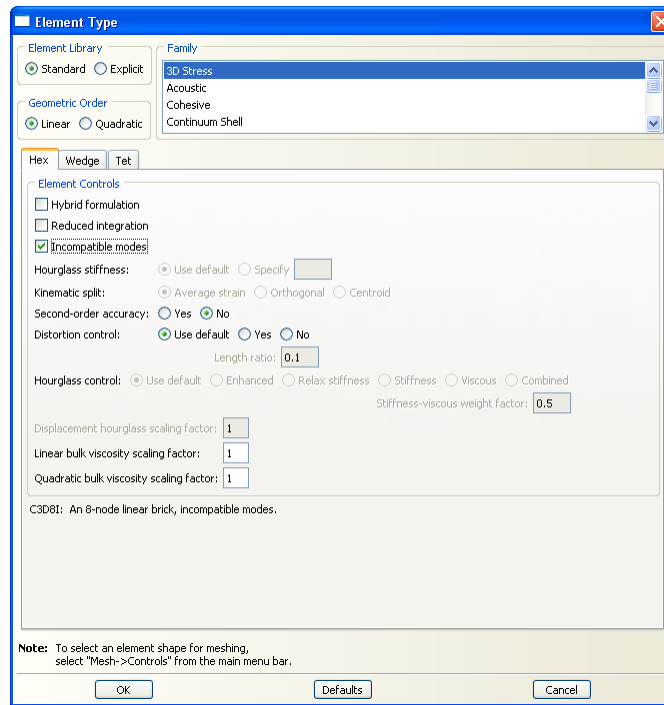 Element Type
Element Library
Standard Explicit
Family
3D Stress
Acoustic
Cohesive
Continuum Shell
Geometric Order
Linear Quadratic
Hex Wedge Tet
Element Controls
Hybrid formulation
Reduced integration
Incompatible modes
Hourglass stiffness: Use default Specify
Kinematic split: Average strain Orthogonal Centroid
Second-order accuracy: Yes No
Distortion control: Use default Yes No
Length ratio: 0.1
Hourglass control: Use default Enhanced Relax stiffness Stiffness Viscous Combined
Stiffness-viscous weight factor: 0.5
Displacement hourglass scaling factor: 1
Linear bulk viscosity scaling factor: 1
Quadratic bulk viscosity scaling factor: 1
C3D8I: An 8-node linear brick, incompatible modes.
Note: To select an element shape for meshing,
select "Mesh->Controls" from the main menu bar.
OK Defaults Cancel